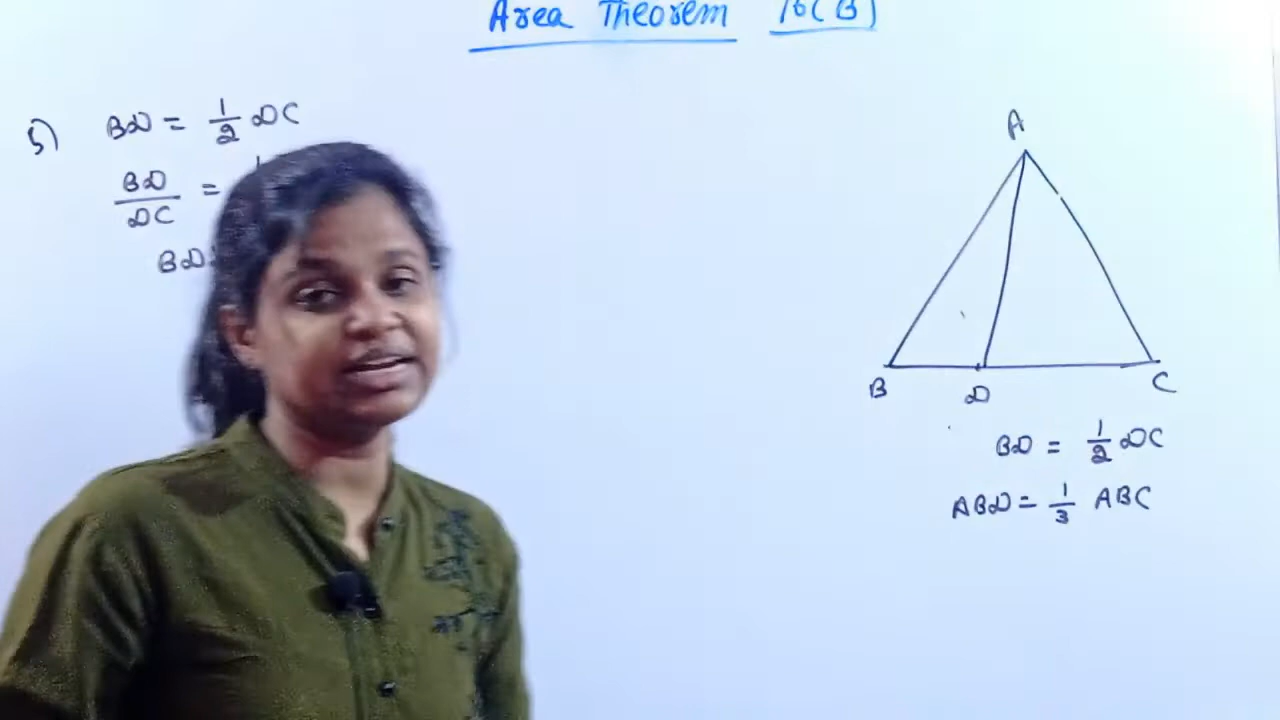 Area Theorem 16(B)
5) BD = 1/2 DC
BD/DC =
BD:
A
B D C
BD = 1/2 DC
ABD = 1/3 ABC